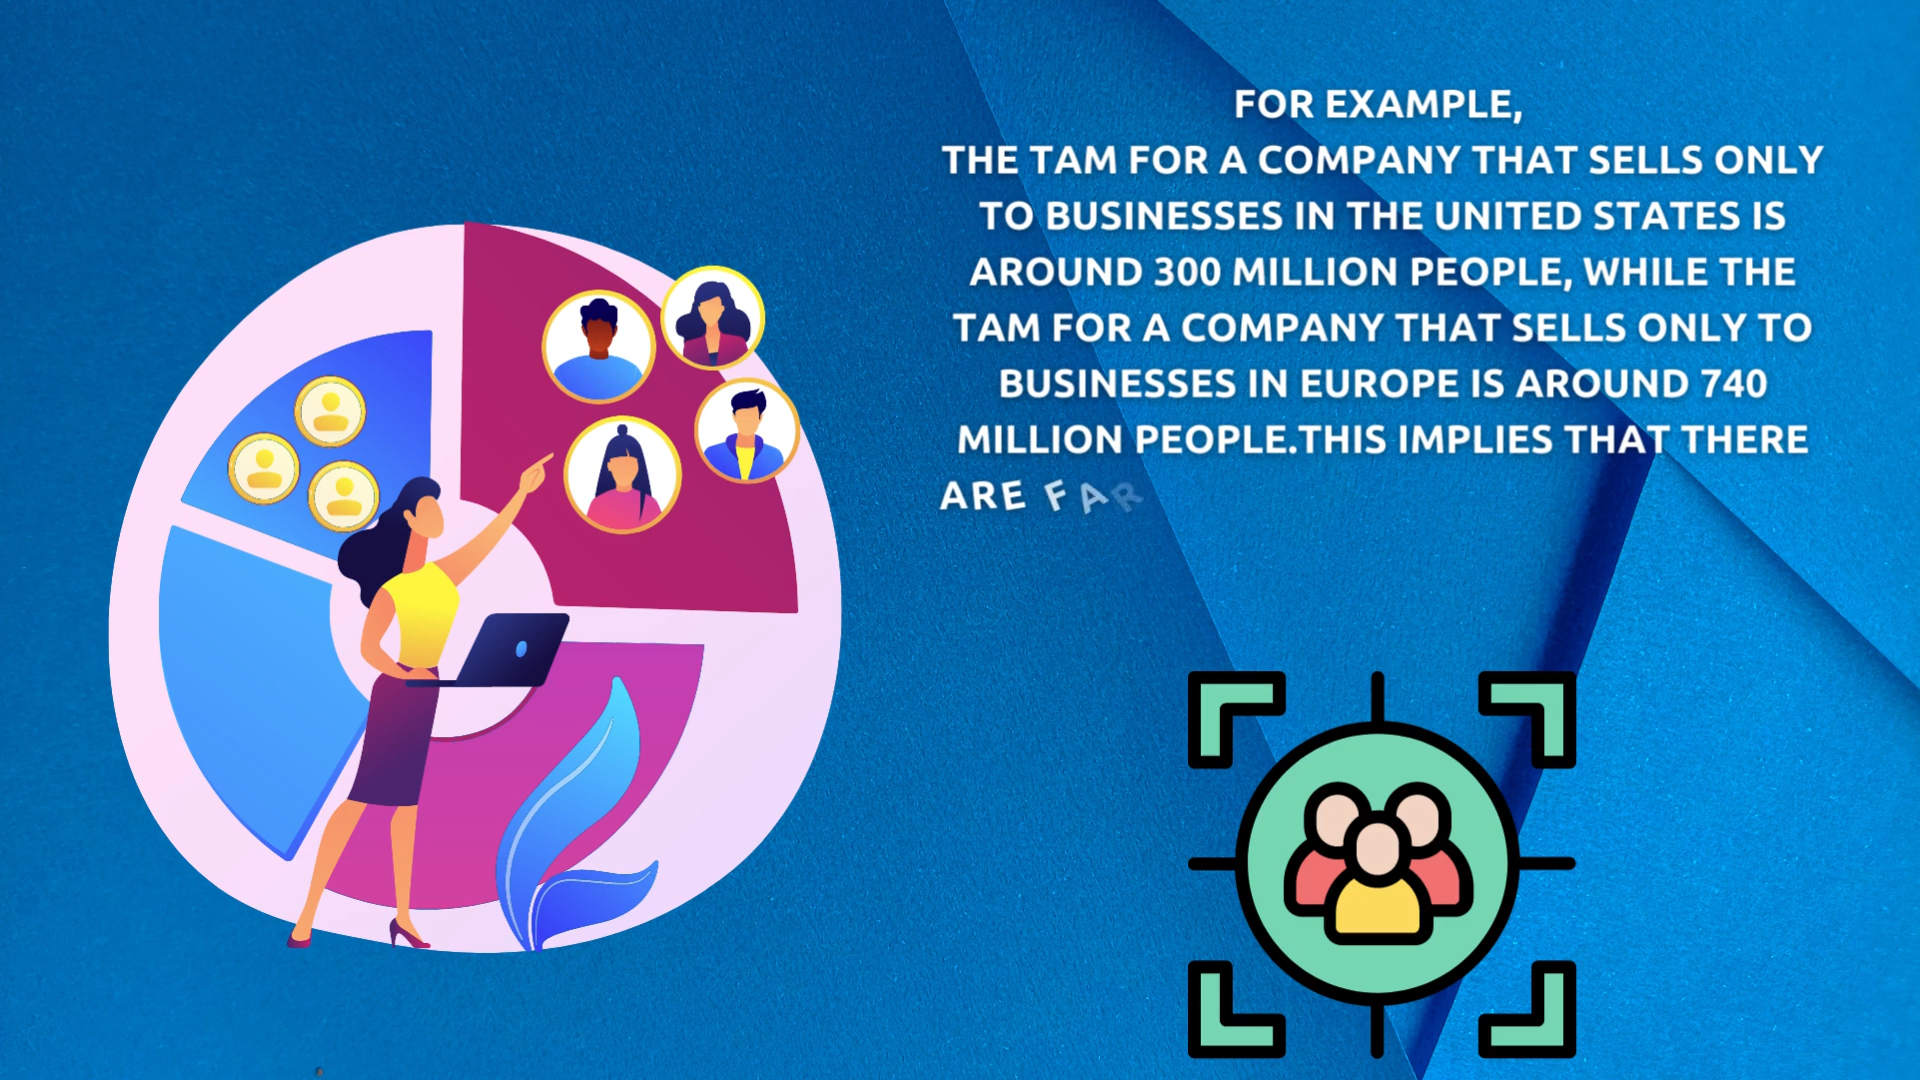 FOR EXAMPLE,
THE TAM FOR A COMPANY THAT SELLS ONLY
TO BUSINESSES IN THE UNITED STATES IS
AROUND 300 MILLION PEOPLE, WHILE THE
TAM FOR A COMPANY THAT SELLS ONLY TO
BUSINESSES IN EUROPE IS AROUND 740
MILLION PEOPLE.THIS IMPLIES THAT THERE
ARE FAR